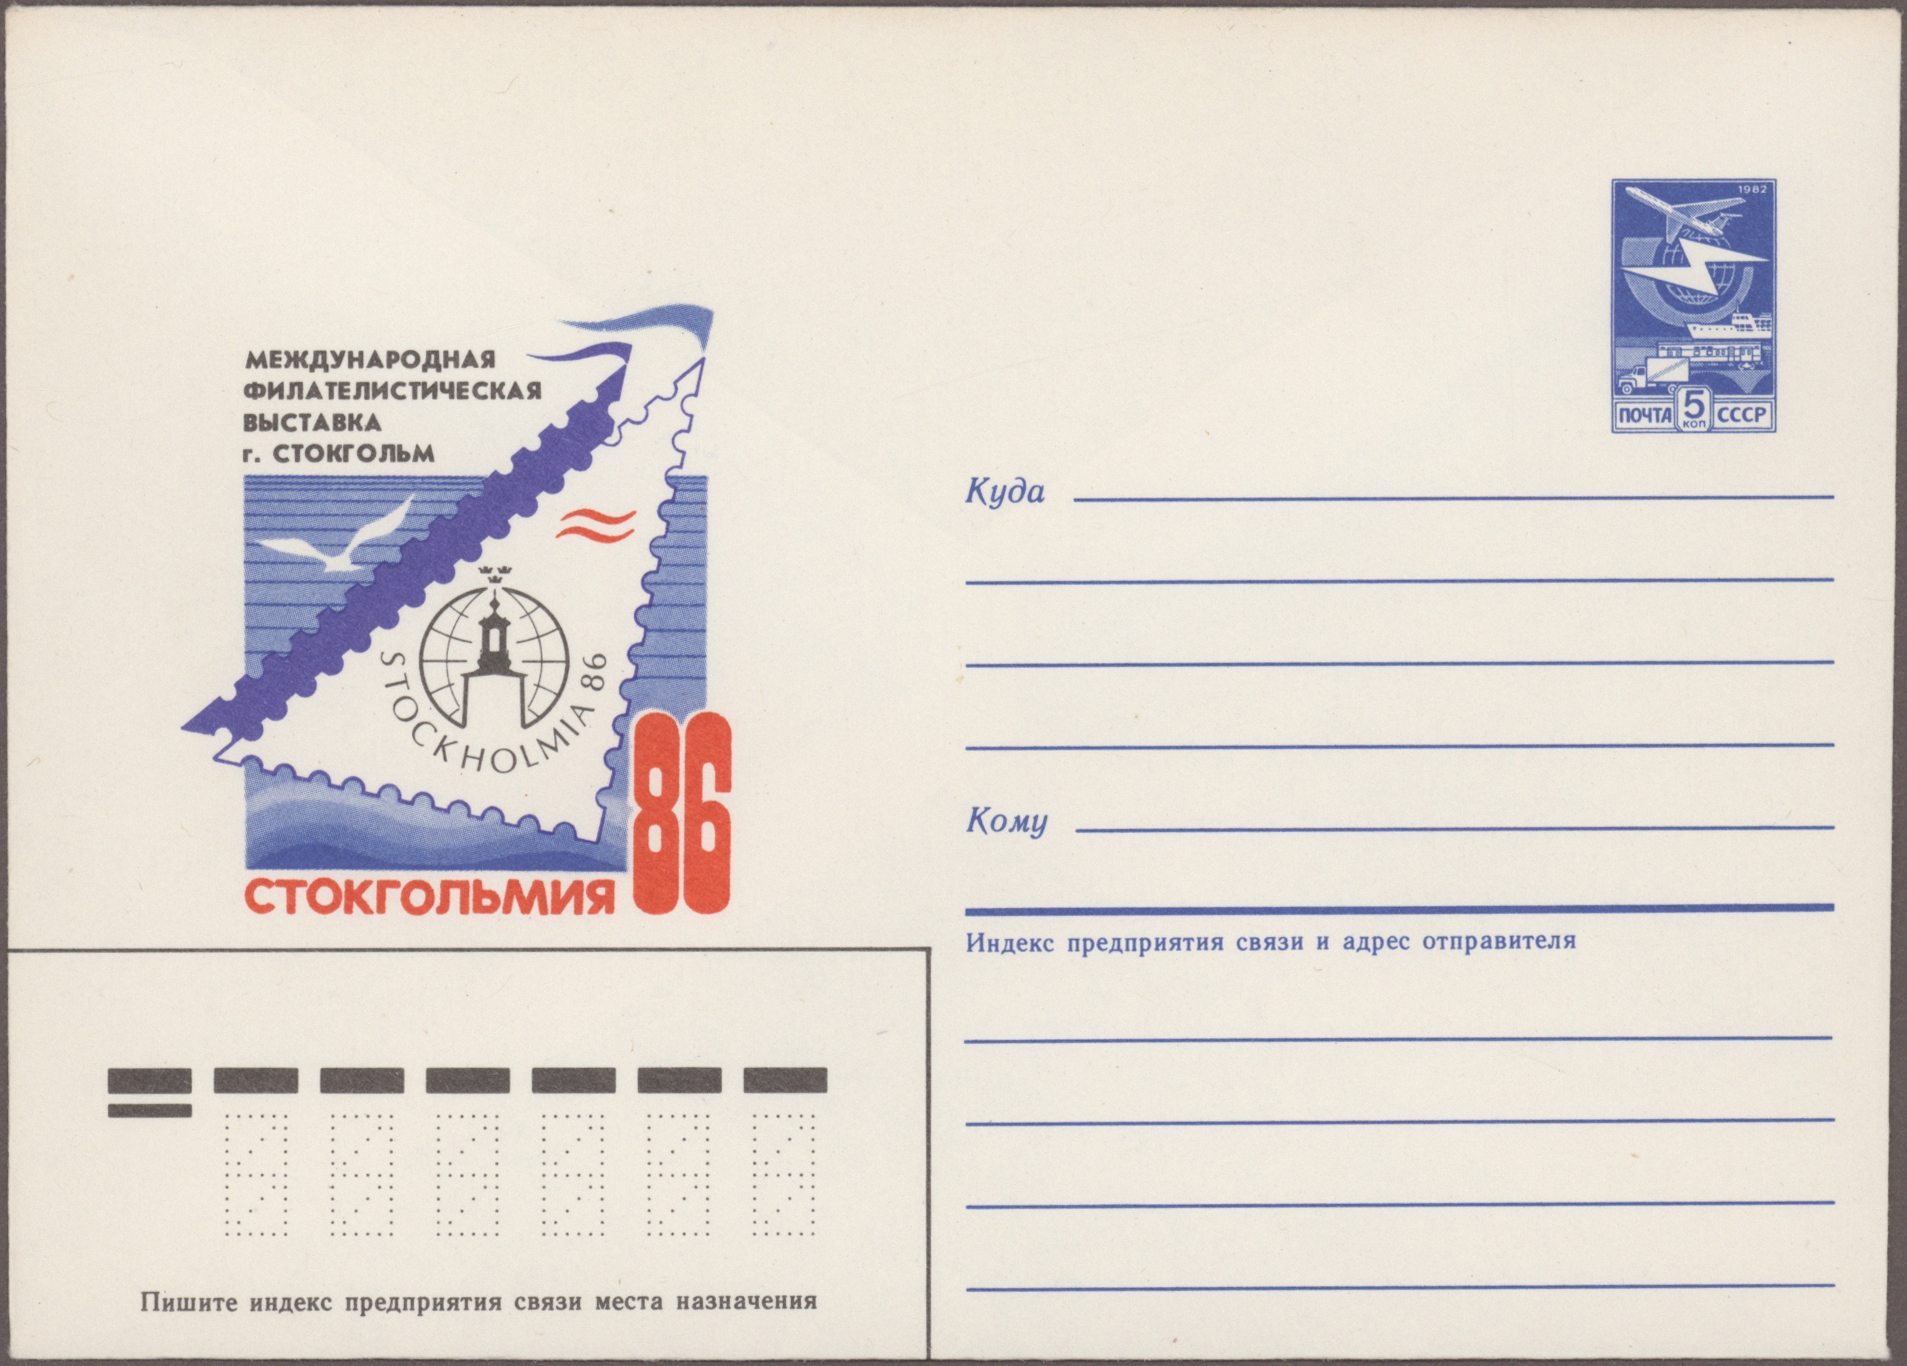 МЕЖДУНАРОДНАЯ
ФИЛАТЕЛИСТИЧЕСКАЯ
ВЫСТАВКА
г. СТОКГОЛЬМ
STOCKHOLMIA 86
86
СТОКГОЛЬМИЯ
1982
ПОЧТА 5 СССР
КОП
Куда
Кому
Индекс предприятия связи и адрес отправителя
Пишите индекс предприятия связи места назначения